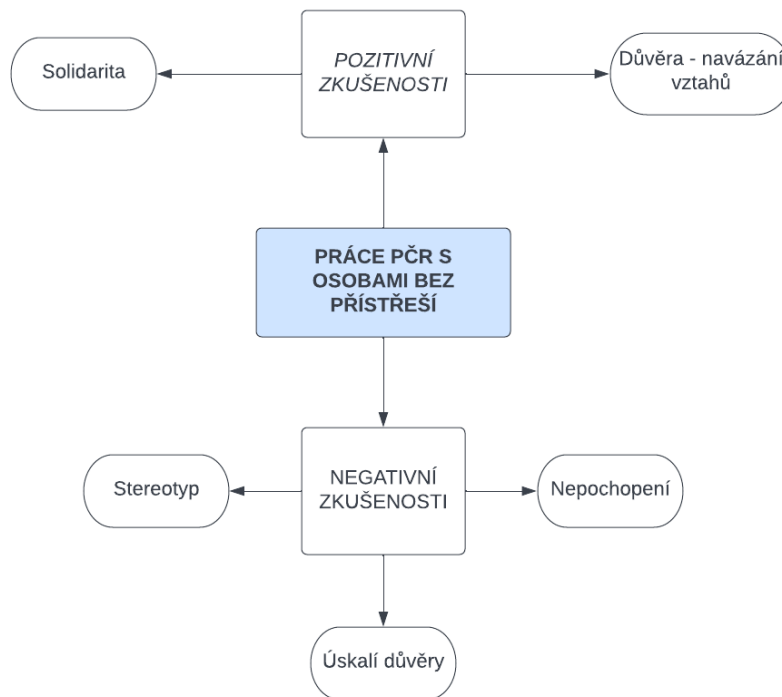 POZITIVNÍ
ZKUŠENOSTI
Solidarita
Důvěra - navázání
vztahů
PRÁCE PČR S
OSOBAMI BEZ
PŘÍSTŘEŠÍ
NEGATIVNÍ
ZKUŠENOSTI
Stereotyp
Nepochopení
Úskalí důvěry